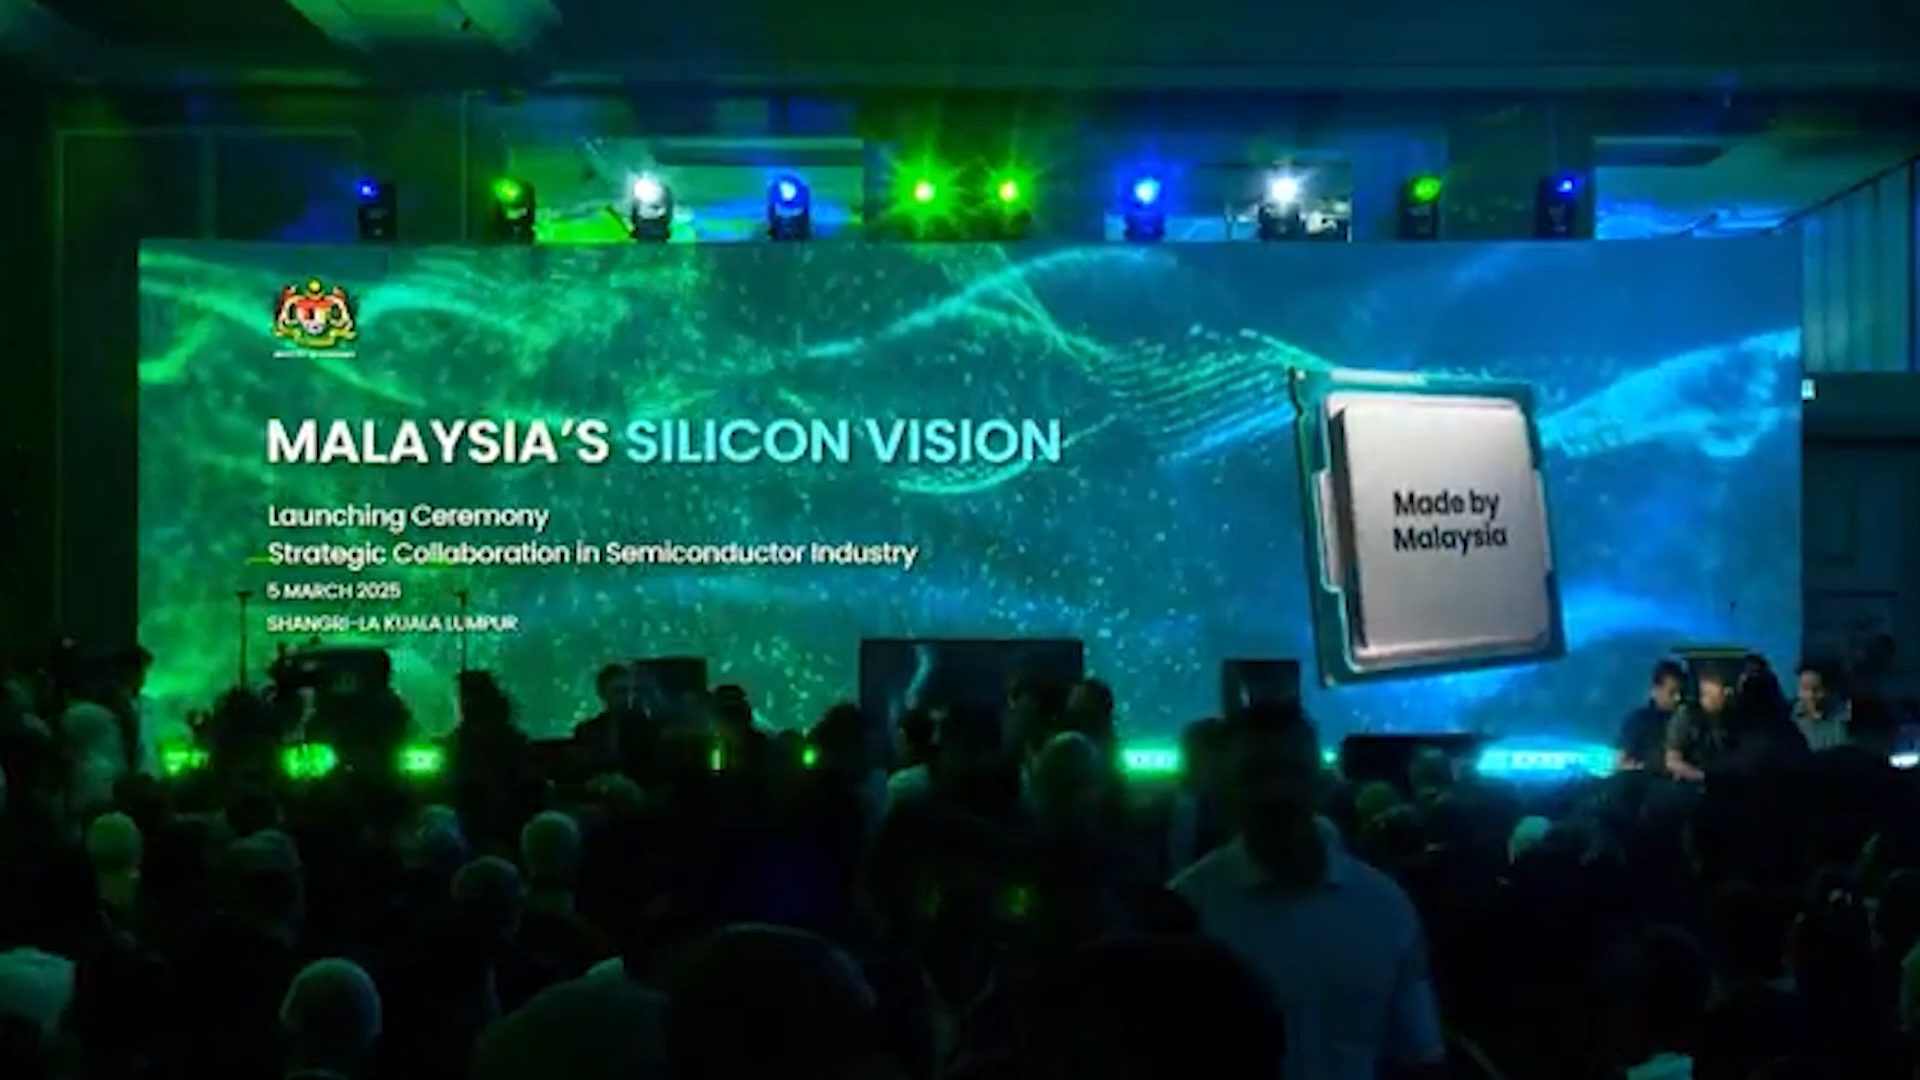 MALAYSIA'S SILICON VISION
Launching Ceremony
Strategic Collaboration in Semiconductor Industry
5 MARCH 2025
SHANGRI-LA KUALA LUMPUR
Made by
Malaysia